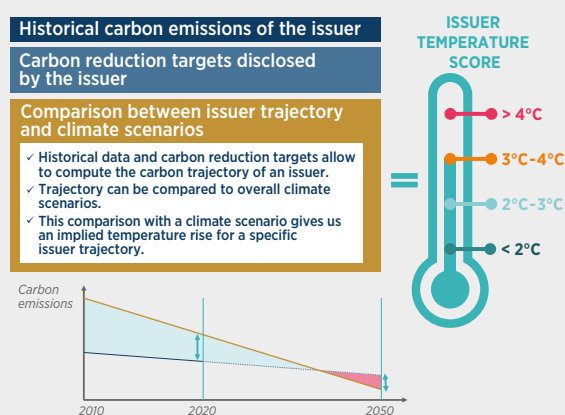 Historical carbon emissions of the issuer
Carbon reduction targets disclosed
by the issuer
Comparison between issuer trajectory
and climate scenarios
✓ Historical data and carbon reduction targets allow
to compute the carbon trajectory of an issuer.
✓ Trajectory can be compared to overall climate
scenarios.
✓ This comparison with a climate scenario gives us
an implied temperature rise for a specific
issuer trajectory.
=
ISSUER
TEMPERATURE
SCORE
> 4°C
3°C-4°C
2°C-3°C
< 2°C
Carbon
emissions
2010
2020
2050